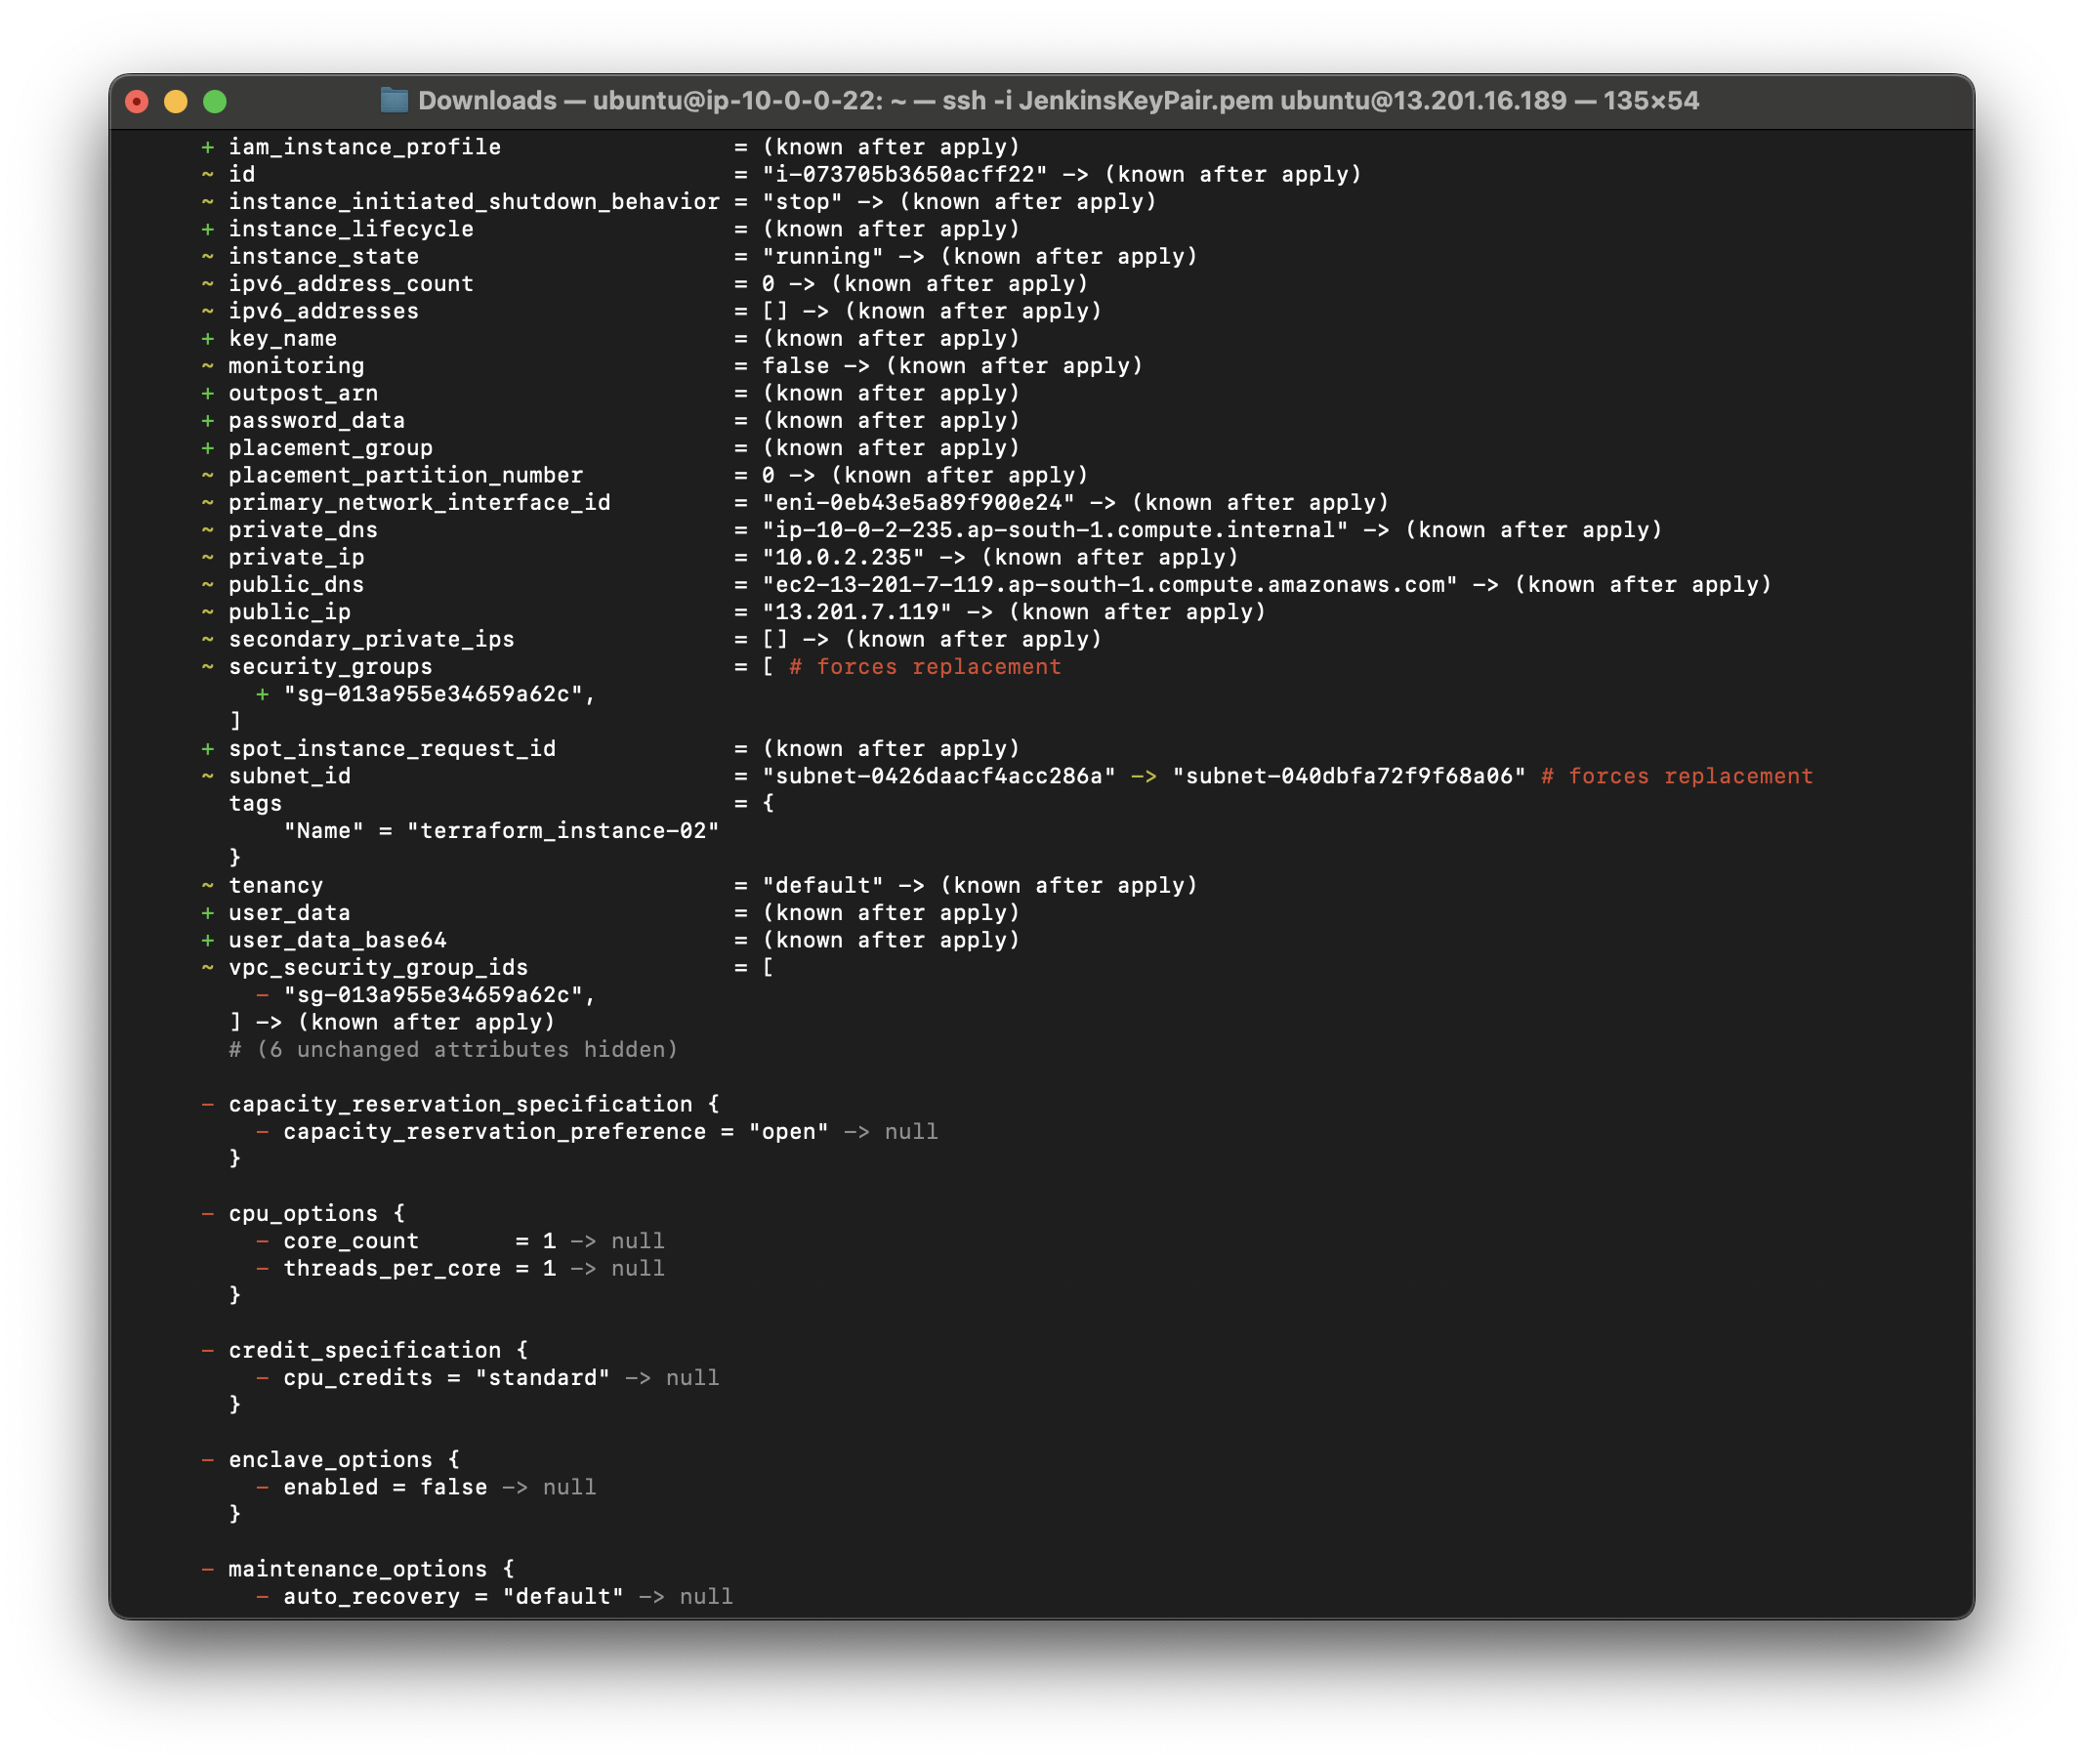 Downloads — ubuntu@ip-10-0-0-22: ~ — ssh -i JenkinsKeyPair.pem ubuntu@13.201.16.189 — 135×54
+ iam_instance_profile = (known after apply)
~ id = "i-073705b3650acff22" -> (known after apply)
~ instance_initiated_shutdown_behavior = "stop" -> (known after apply)
+ instance_lifecycle = (known after apply)
~ instance_state = "running" -> (known after apply)
~ ipv6_address_count = 0 -> (known after apply)
~ ipv6_addresses = [] -> (known after apply)
+ key_name = (known after apply)
~ monitoring = false -> (known after apply)
+ outpost_arn = (known after apply)
+ password_data = (known after apply)
+ placement_group = (known after apply)
~ placement_partition_number = 0 -> (known after apply)
~ primary_network_interface_id = "eni-0eb43e5a89f900e24" -> (known after apply)
~ private_dns = "ip-10-0-2-235.ap-south-1.compute.internal" -> (known after apply)
~ private_ip = "10.0.2.235" -> (known after apply)
~ public_dns = "ec2-13-201-7-119.ap-south-1.compute.amazonaws.com" -> (known after apply)
~ public_ip = "13.201.7.119" -> (known after apply)
~ secondary_private_ips = [] -> (known after apply)
~ security_groups = [ # forces replacement
+ "sg-013a955e34659a62c",
]
+ spot_instance_request_id = (known after apply)
~ subnet_id = "subnet-0426daacf4acc286a" -> "subnet-040dbfa72f9f68a06" # forces replacement
tags = {
"Name" = "terraform_instance-02"
}
~ tenancy = "default" -> (known after apply)
+ user_data = (known after apply)
+ user_data_base64 = (known after apply)
~ vpc_security_group_ids = [
- "sg-013a955e34659a62c",
] -> (known after apply)
# (6 unchanged attributes hidden)
- capacity_reservation_specification {
- capacity_reservation_preference = "open" -> null
}
- cpu_options {
- core_count = 1 -> null
- threads_per_core = 1 -> null
}
- credit_specification {
- cpu_credits = "standard" -> null
}
- enclave_options {
- enabled = false -> null
}
- maintenance_options {
- auto_recovery = "default" -> null